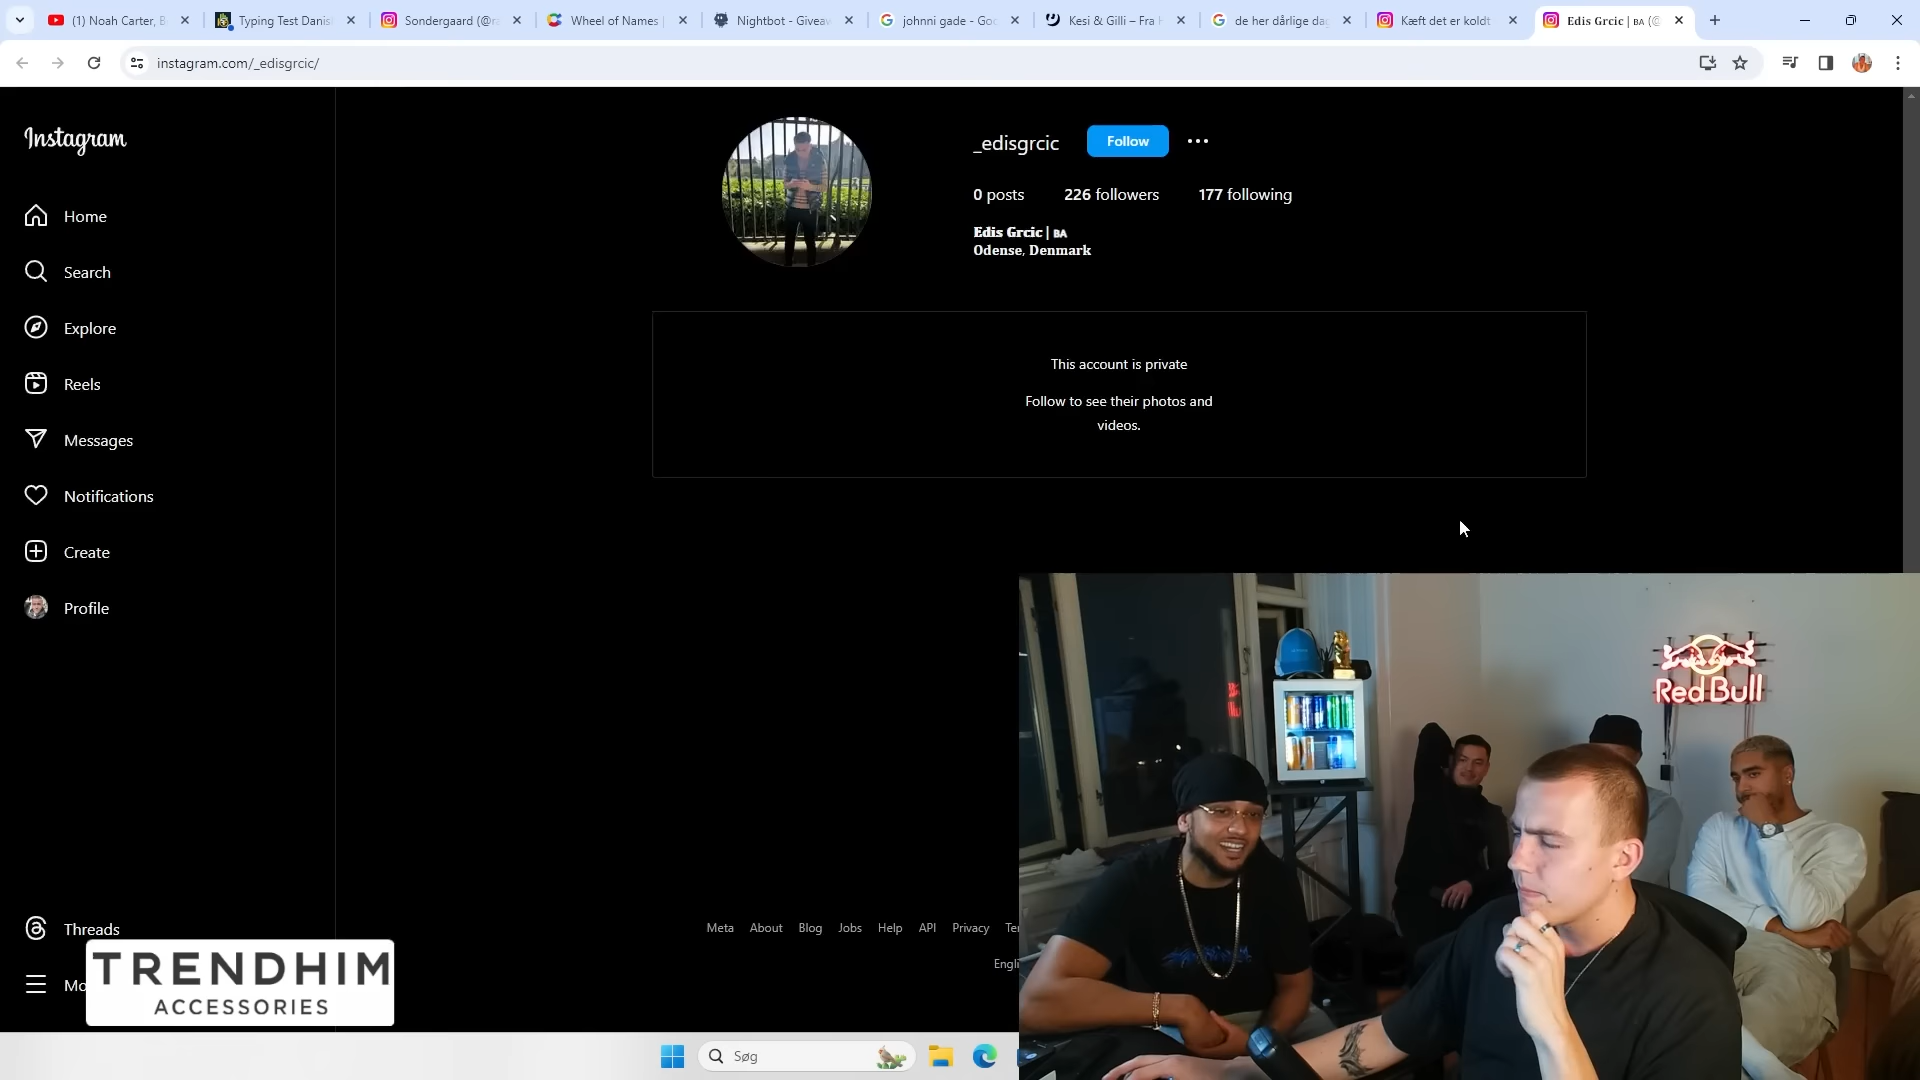 (1) Noah Carter, B
Typing Test Danis
Sondergaard (@ra
Wheel of Names |
Nightbot - Giveaw
johnni gade - Goo
Kesi & Gilli – Fra H
de her dårlige dag
Kæft det er koldt
Edis Grcic | BA (@
instagram.com/_edisgrcic/
Instagram
_edisgrcic
Follow
0 posts
226 followers
177 following
Edis Grcic | BA
Odense, Denmark
Home
Search
Explore
Reels
Messages
Notifications
Create
Profile
Threads
Mo
This account is private
Follow to see their photos and
videos.
Red Bull
Meta
About
Blog
Jobs
Help
API
Privacy
Ter
Engli
TRENDHIM
ACCESSORIES
Søg